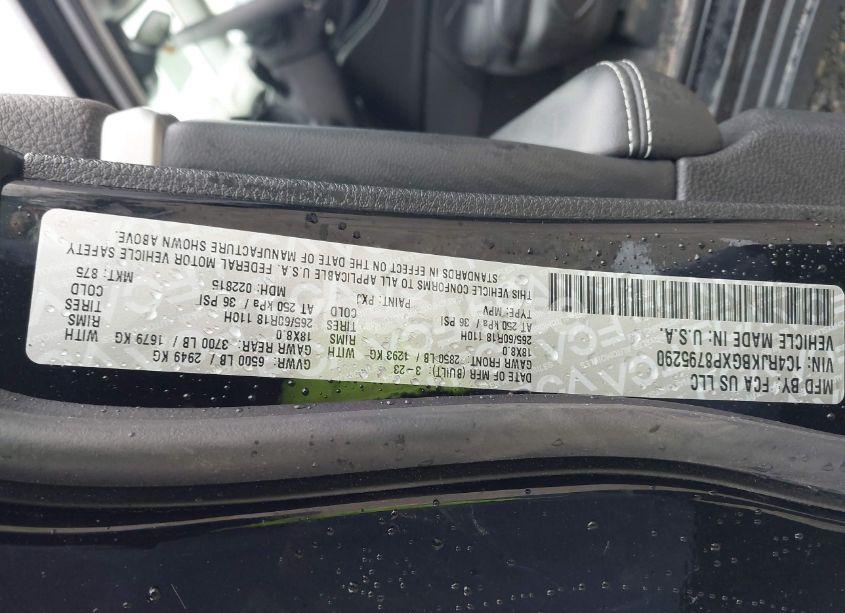 MFD BY: FCA US LLC
VIN: 1C4RJKBGXP8795290
VEHICLE MADE IN: U.S.A.
DATE OF MFR (BUILT): 3-23
GAWR FRONT: 2850 LB / 1293 KG WITH
18X8.0 RIMS
265/60R18 110H TIRES
AT 250 kPa / 36 PSI COLD
TYPE: MPV PAINT: PXJ
GVWR: 6500 LB / 2949 KG
GAWR REAR: 3700 LB / 1679 KG WITH
18X8.0 RIMS
265/60R18 110H TIRES
AT 250 kPa / 36 PSI COLD
MDH: 022815 MKT: 875
THIS VEHICLE CONFORMS TO ALL APPLICABLE U.S.A. FEDERAL MOTOR VEHICLE SAFETY
STANDARDS IN EFFECT ON THE DATE OF MANUFACTURE SHOWN ABOVE.
FCA